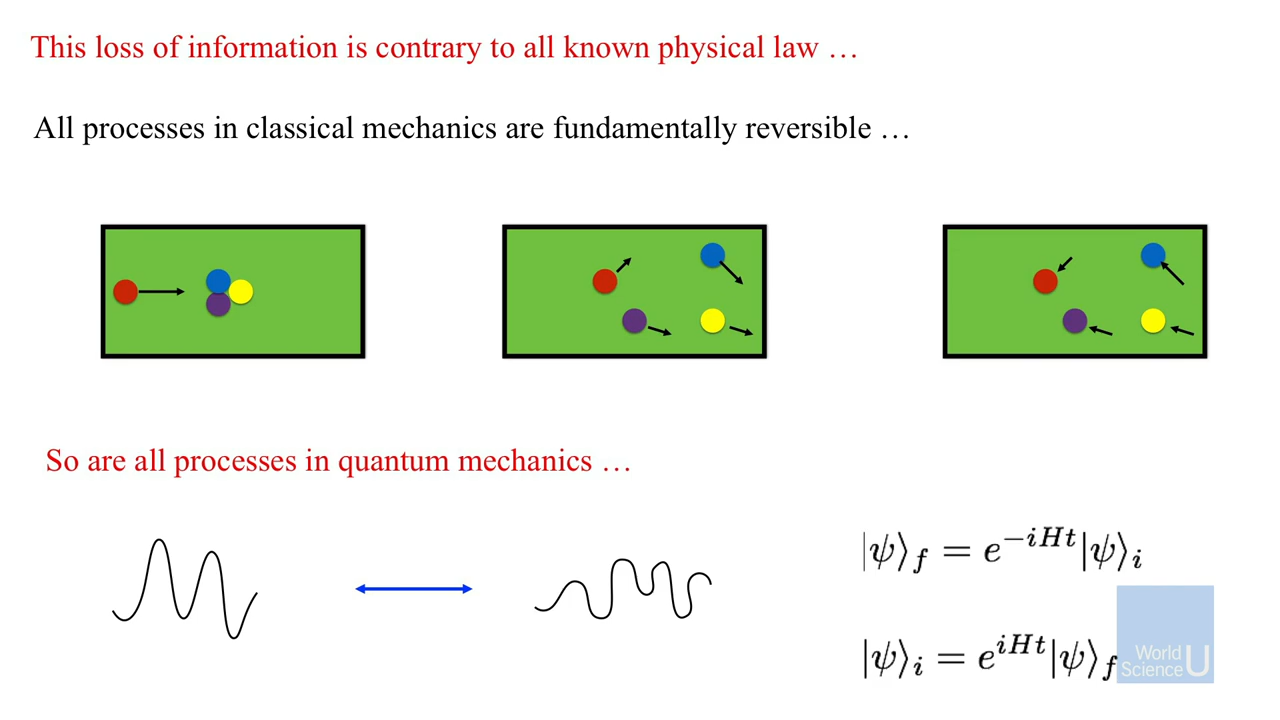 This loss of information is contrary to all known physical law …
All processes in classical mechanics are fundamentally reversible …
So are all processes in quantum mechanics …
|ψ⟩_f = e^{-iHt}|ψ⟩_i
|ψ⟩_i = e^{iHt}|ψ⟩_f
World
Science U